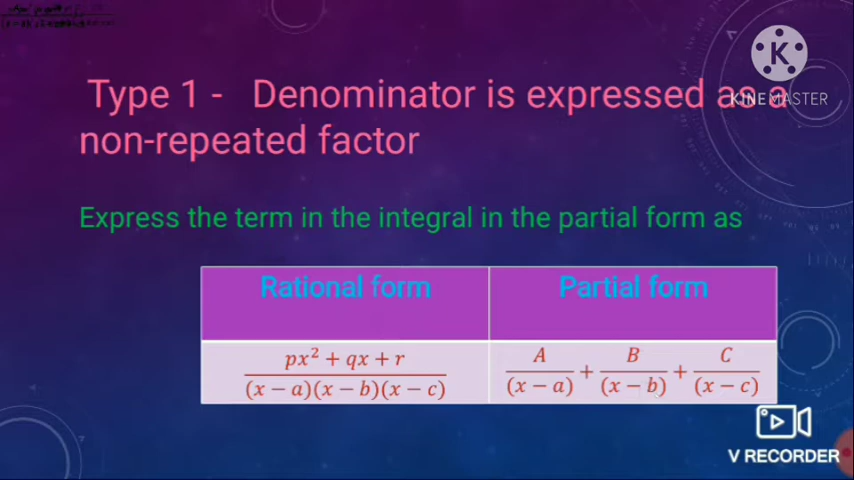 Type 1 - Denominator is expressed as a
non-repeated factor
KINEMASTER
Express the term in the integral in the partial form as
Rational form Partial form
px² + qx + r / (x − a)(x − b)(x − c) A / (x − a) + B / (x − b) + C / (x − c)
V RECORDER